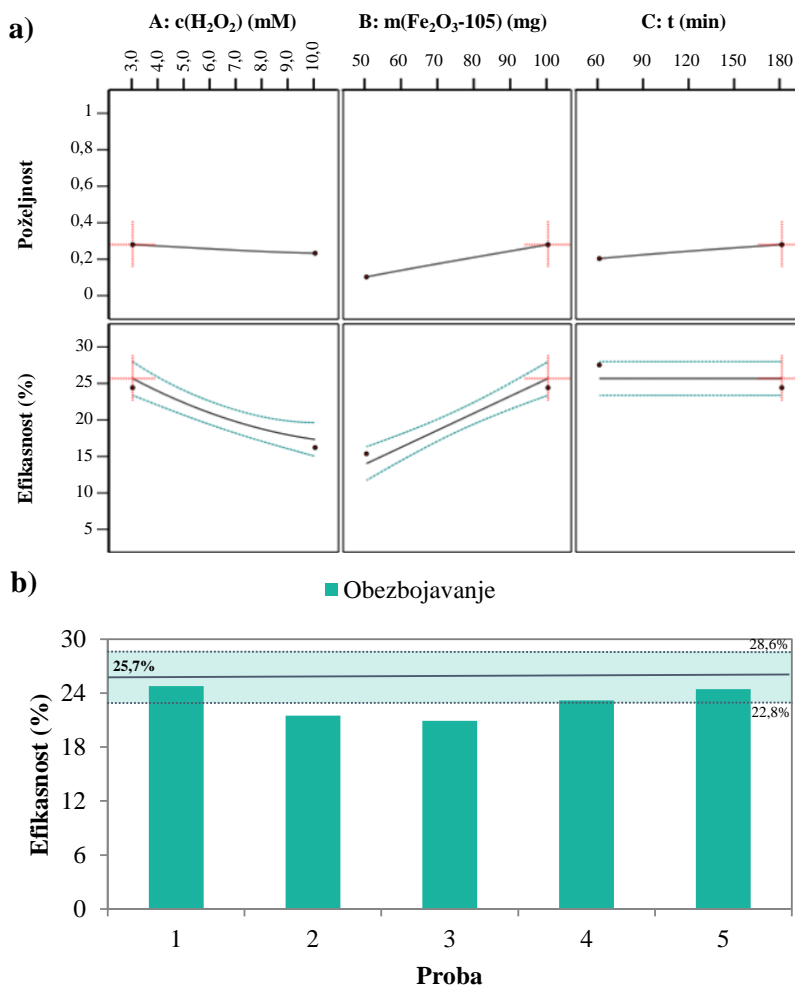 a)
A: c(H₂O₂) (mM) B: m(Fe₂O₃-105) (mg) C: t (min)
3,0 4,0 5,0 6,0 7,0 8,0 9,0 10,0 50 60 70 80 90 100 60 90 120 150 180
Poželjnost
1
0,8
0,6
0,4
0,2
0
Efikasnost (%)
30
25
20
15
10
5
b)
Obezbojavanje
Efikasnost (%)
30
24
18
12
6
0
25,7%
28,6%
22,8%
1 2 3 4 5
Proba